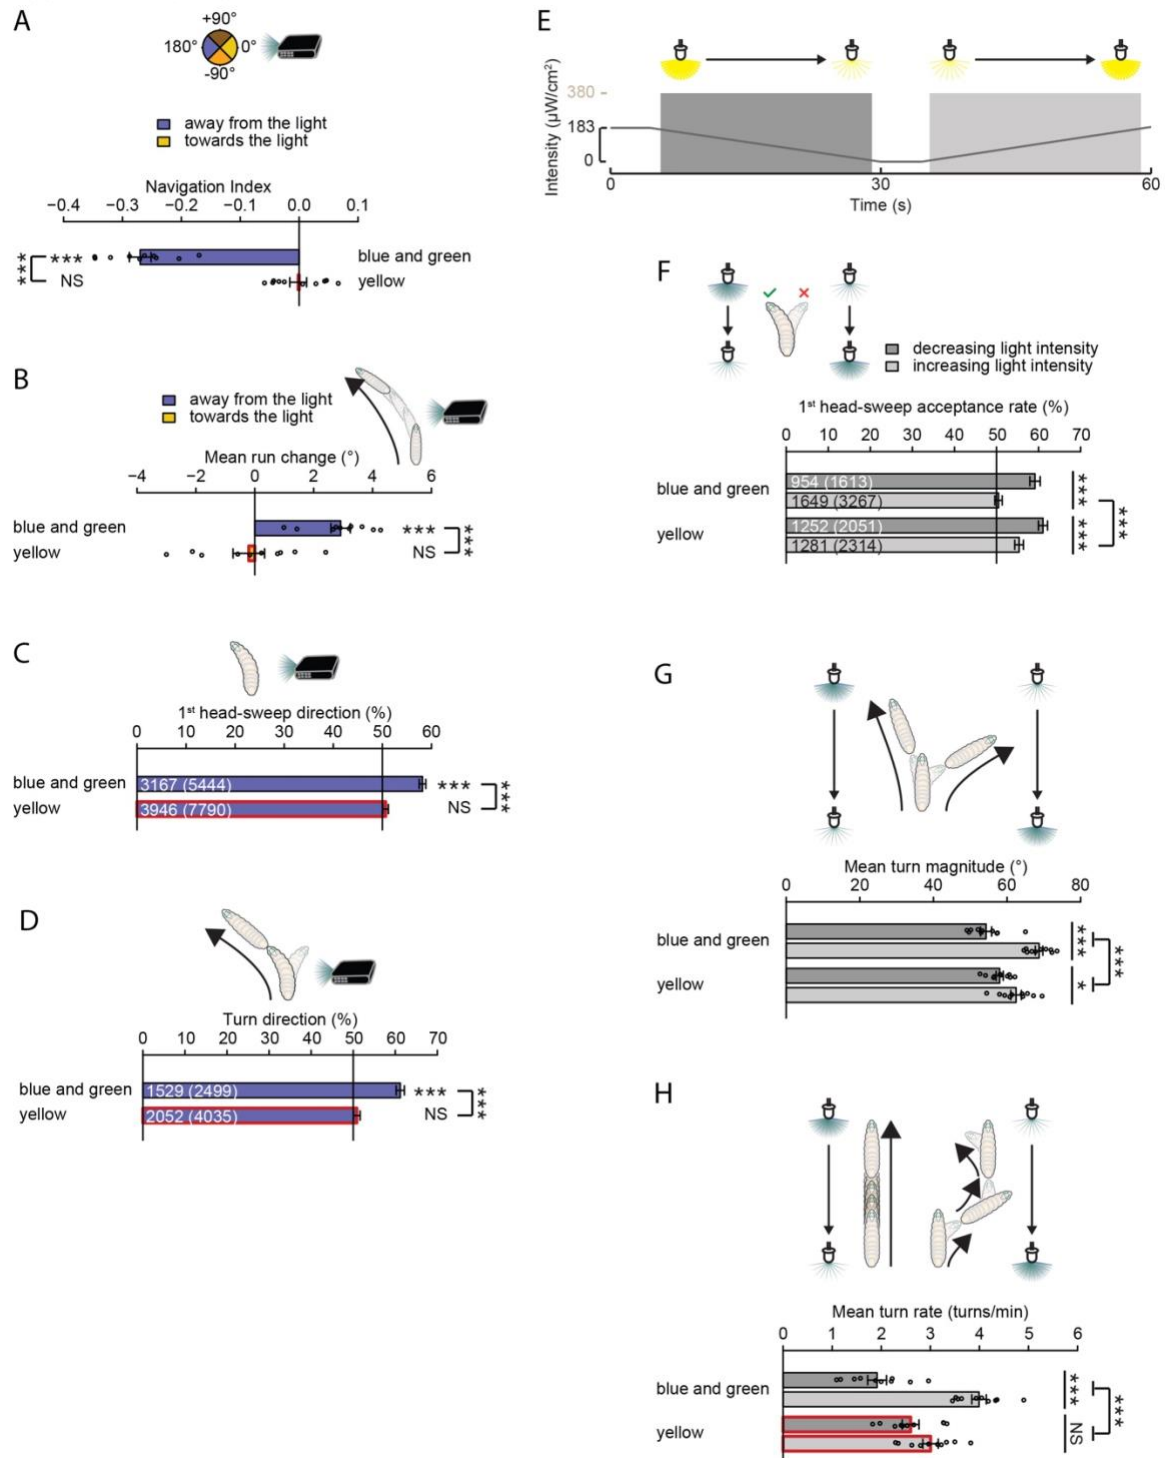 A
+90°
180°
0°
-90°
away from the light
towards the light
Navigation Index
−0.4 −0.3 −0.2 −0.1 0.0 0.1
*** *** blue and green
NS yellow
B
away from the light
towards the light
Mean run change (°)
−4 −2 0 2 4 6
blue and green *** ***
yellow NS
C
1st head-sweep direction (%)
0 10 20 30 40 50 60
blue and green 3167 (5444) *** ***
yellow 3946 (7790) NS
D
Turn direction (%)
0 10 20 30 40 50 60 70
blue and green 1529 (2499) *** ***
yellow 2052 (4035) NS
E
Intensity (µW/cm²)
380
183
0
0 30 60
Time (s)
F
decreasing light intensity
increasing light intensity
1st head-sweep acceptance rate (%)
0 10 20 30 40 50 60 70
blue and green
954 (1613) ***
1649 (3267)
***
yellow
1252 (2051) ***
1281 (2314)
G
Mean turn magnitude (°)
0 20 40 60 80
blue and green *** ***
yellow *
H
Mean turn rate (turns/min)
0 1 2 3 4 5 6
blue and green *** ***
yellow NS